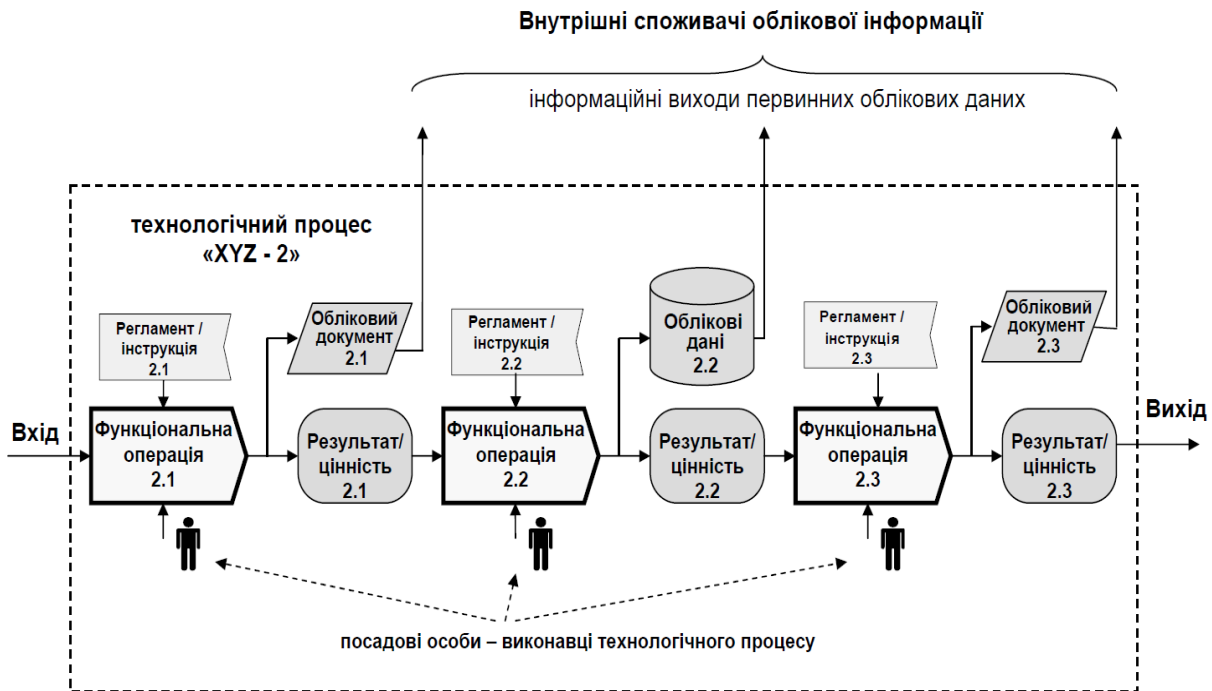 Внутрішні споживачі облікової інформації
інформаційні виходи первинних облікових даних
технологічний процес
«XYZ - 2»
Регламент /
інструкція
2.1
Обліковий
документ
2.1
Регламент /
інструкція
2.2
Облікові
дані
2.2
Регламент /
інструкція
2.3
Обліковий
документ
2.3
Вхід
Функціональна
операція
2.1
Результат/
цінність
2.1
Функціональна
операція
2.2
Результат/
цінність
2.2
Функціональна
операція
2.3
Результат/
цінність
2.3
Вихід
посадові особи – виконавці технологічного процесу